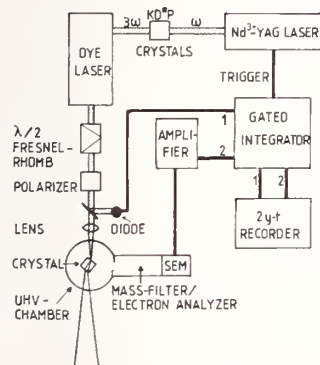 DYE
LASER
3ω
KD*P
ω
CRYSTALS
Nd³⁺-YAG LASER
TRIGGER
λ/2
FRESNEL-
RHOMB
POLARIZER
LENS
DIODE
CRYSTAL
UHV-
CHAMBER
AMPLI-
FIER
1
2
GATED
INTEGRATOR
1
2
2 y-t
RECORDER
SEM
MASS-FILTER/
ELECTRON ANALYZER